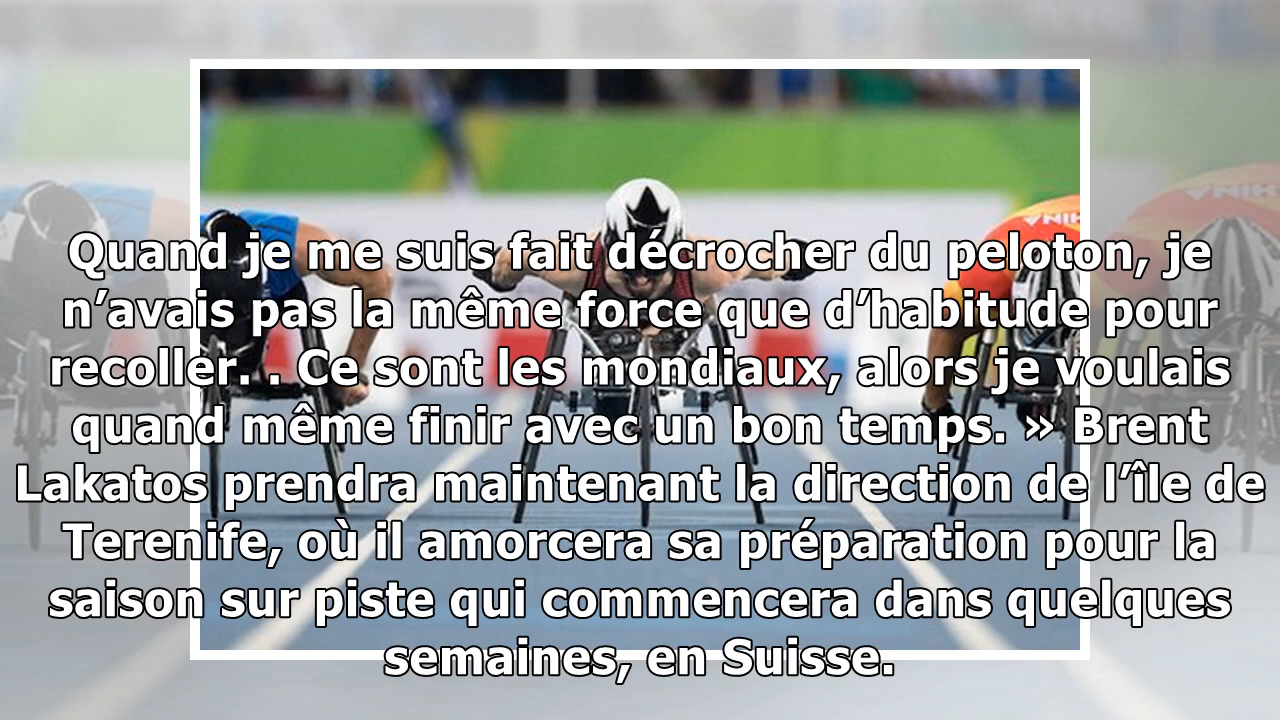 Quand je me suis fait décrocher du peloton, je
n’avais pas la même force que d’habitude pour
recoller. . Ce sont les mondiaux, alors je voulais
quand même finir avec un bon temps. » Brent
Lakatos prendra maintenant la direction de l’île de
Terenife, où il amorcera sa préparation pour la
saison sur piste qui commencera dans quelques
semaines, en Suisse.